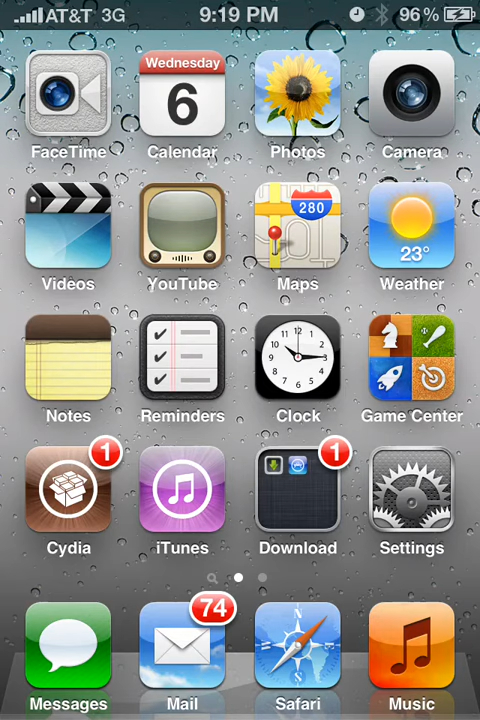 AT&T 3G 9:19 PM 96%
Wednesday
6
FaceTime Calendar Photos Camera
280
23°
Videos YouTube Maps Weather
12
Notes Reminders Clock Game Center
1 1
Cydia iTunes Download Settings
74
N
Messages Mail Safari Music